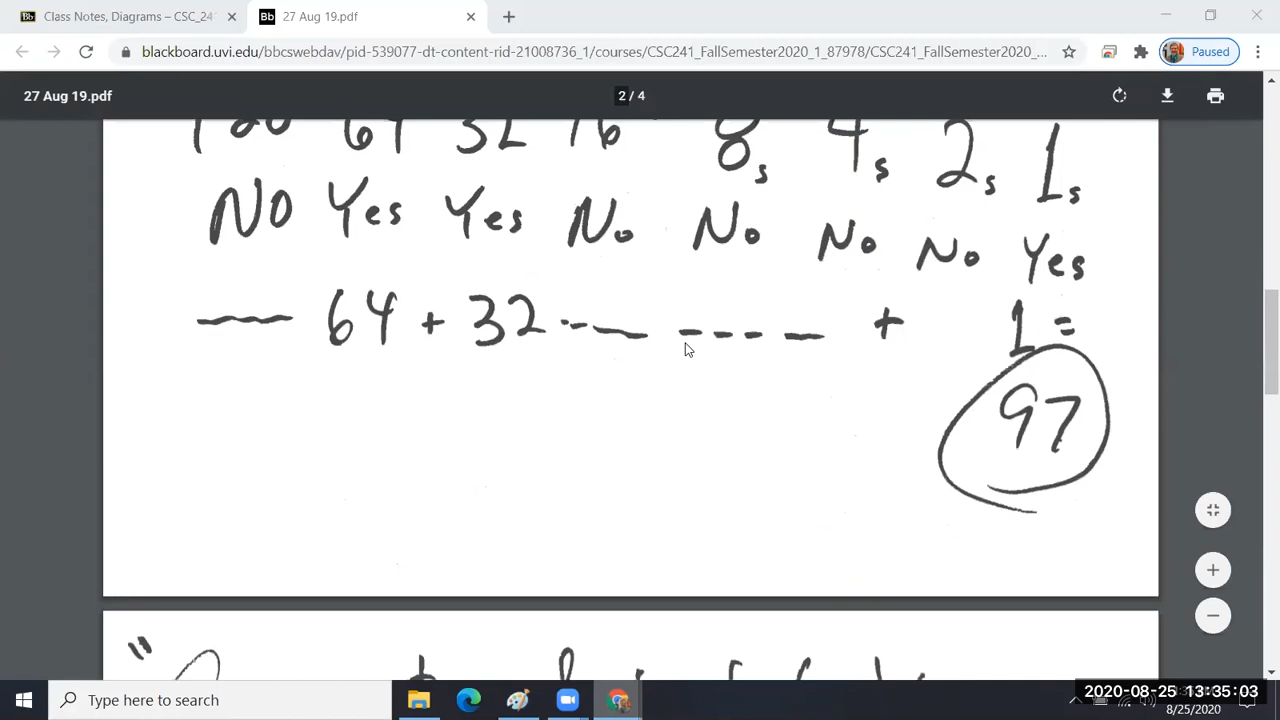 Class Notes, Diagrams – CSC_24
27 Aug 19.pdf
blackboard.uvi.edu/bbcswebdav/pid-539077-dt-content-rid-21008736_1/courses/CSC241_FallSemester2020_1_87978/CSC241_FallSemester2020_...
Paused
27 Aug 19.pdf
2 / 4
128 64 32 16 8s 4s 2s 1s
NO Yes Yes No No No No Yes
64 + 32 + 1 =
97
Type here to search
2020-08-25 13:35:03
8/25/2020